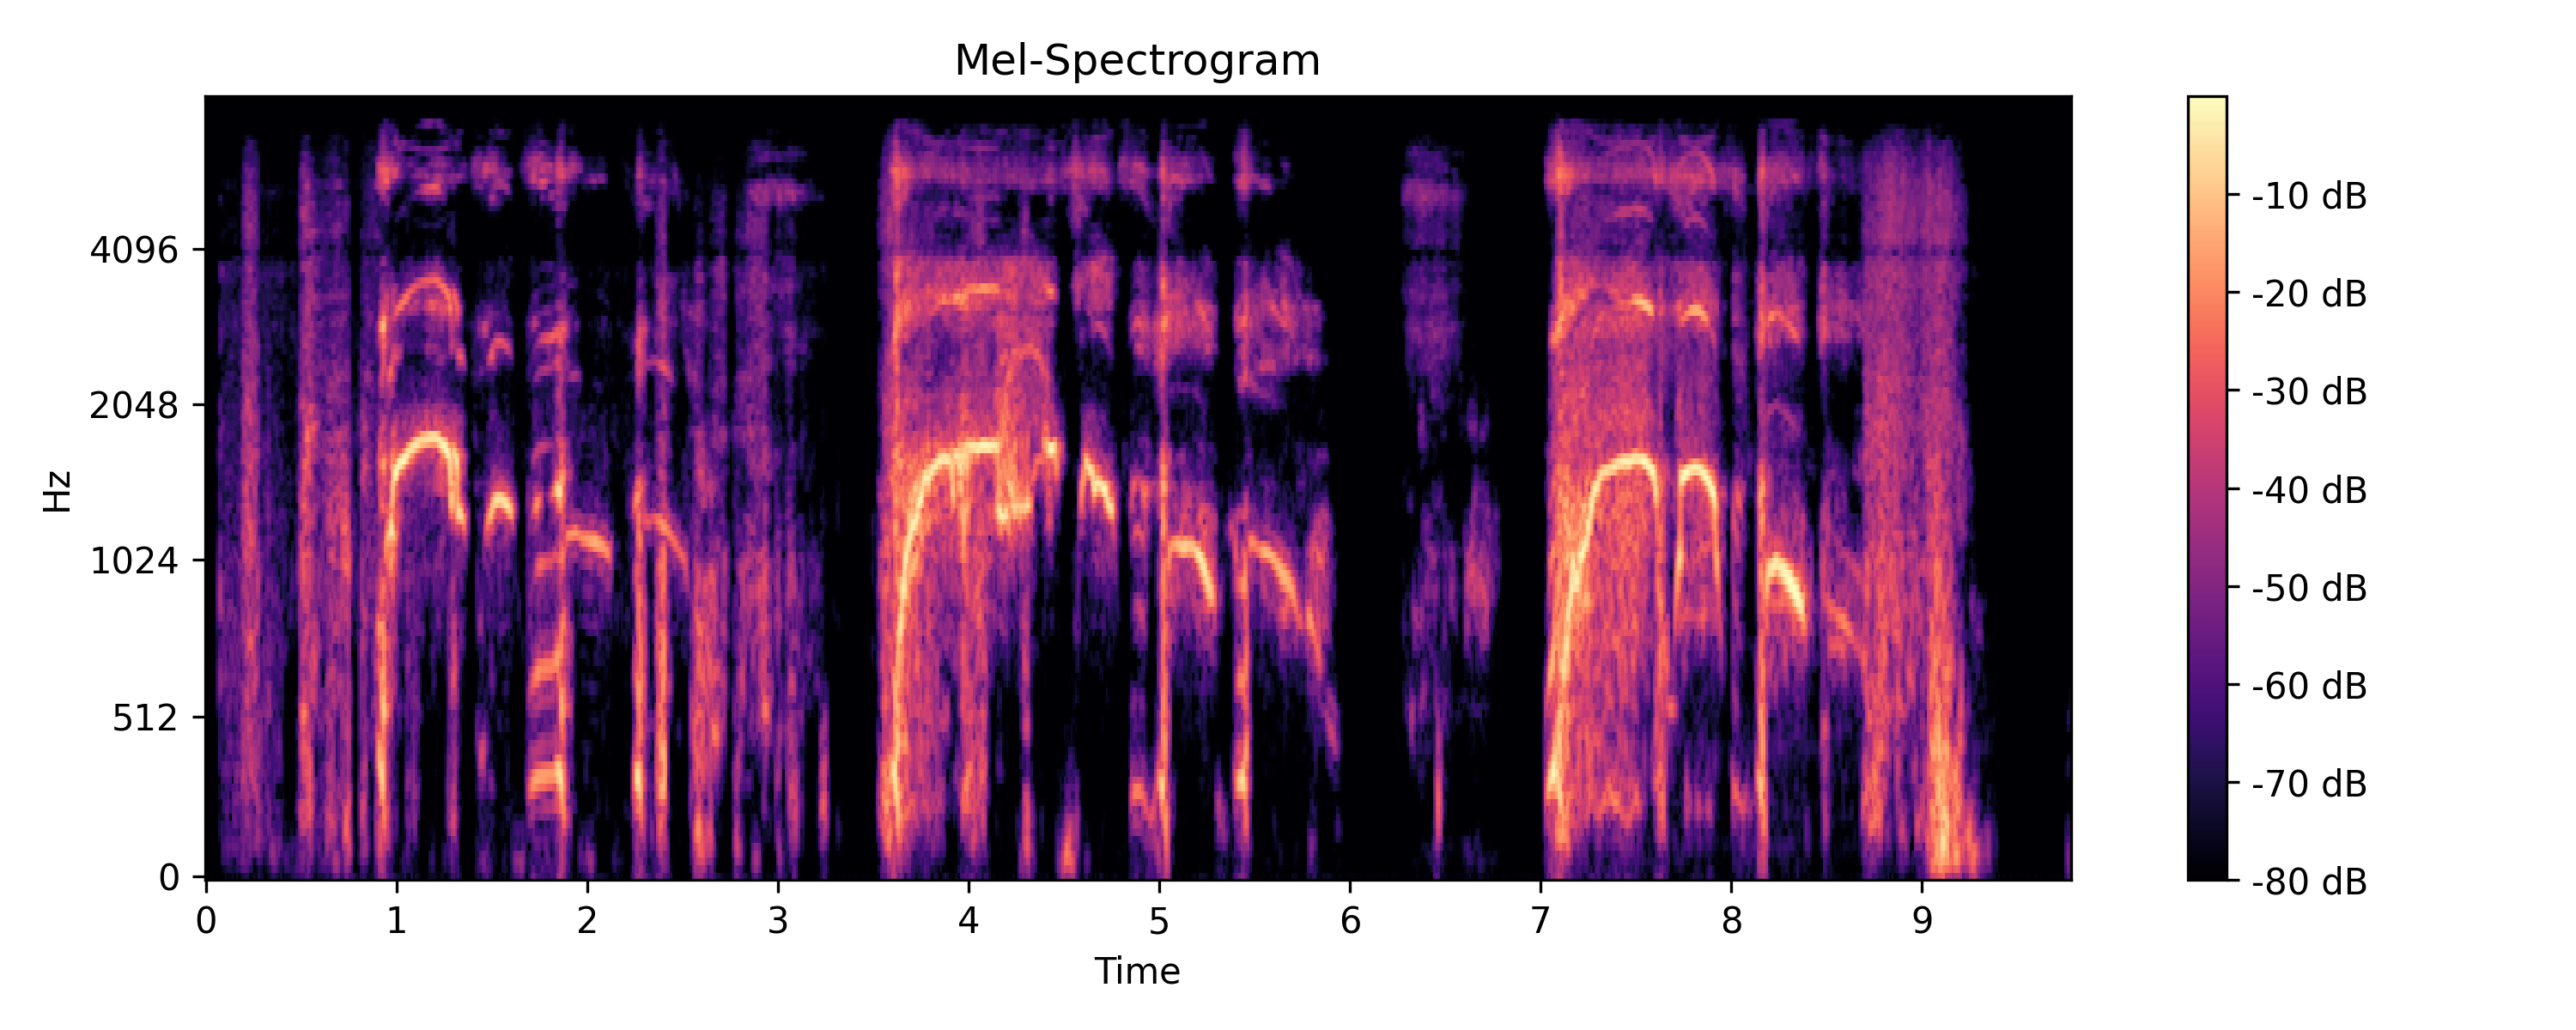 Mel-Spectrogram
Hz
4096
2048
1024
512
0
0 1 2 3 4 5 6 7 8 9
Time
-10 dB
-20 dB
-30 dB
-40 dB
-50 dB
-60 dB
-70 dB
-80 dB